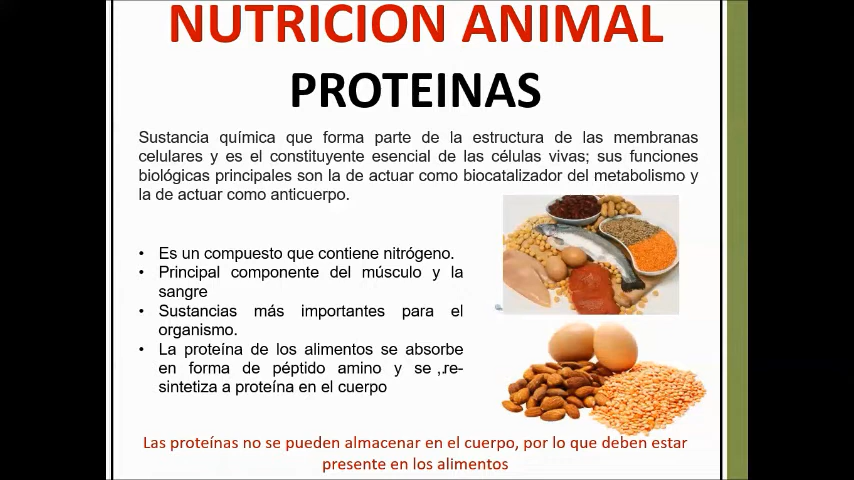 NUTRICION ANIMAL
PROTEINAS
Sustancia química que forma parte de la estructura de las membranas
celulares y es el constituyente esencial de las células vivas; sus funciones
biológicas principales son la de actuar como biocatalizador del metabolismo y
la de actuar como anticuerpo.
• Es un compuesto que contiene nitrógeno.
• Principal componente del músculo y la
sangre
• Sustancias más importantes para el
organismo.
• La proteína de los alimentos se absorbe
en forma de péptido amino y se ,.re-
sintetiza a proteína en el cuerpo
Las proteínas no se pueden almacenar en el cuerpo, por lo que deben estar
presente en los alimentos